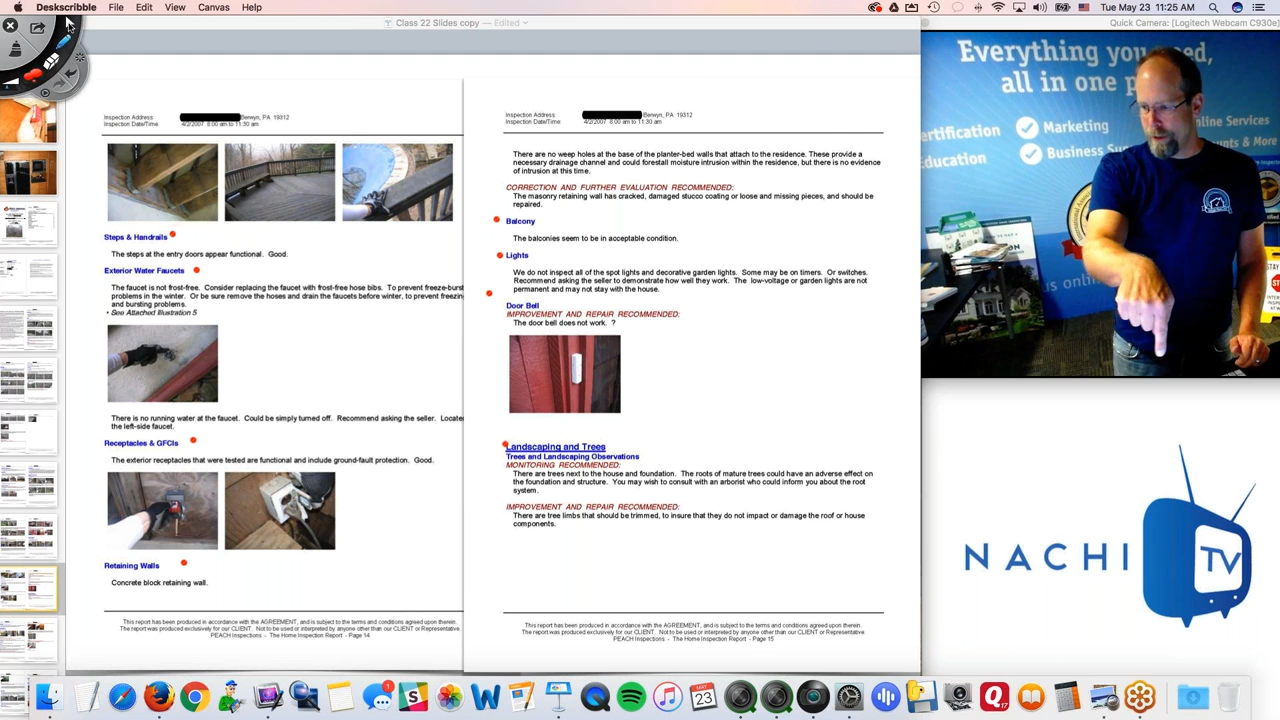 Deskscribble File Edit View Canvas Help
Tue May 23 11:25 AM
Class 22 Slides copy — Edited
Quick Camera: [Logitech Webcam C930e]
Inspection Address: Berwyn, PA 19312
Inspection Date/Time: 4/2/2007 8:00 am to 11:30 am
Steps & Handrails
The steps at the entry doors appear functional. Good.
Exterior Water Faucets
The faucet is not frost-free. Consider replacing the faucet with frost-free hose bibs. To prevent freeze-burst
problems in the winter. Or be sure remove the hoses and drain the faucets before winter, to prevent freezing
and bursting problems.
• See Attached Illustration 5
There is no running water at the faucet. Could be simply turned off. Recommend asking the seller. Locate
the left-side faucet.
Receptacles & GFCIs
The exterior receptacles that were tested are functional and include ground-fault protection. Good.
Retaining Walls
Concrete block retaining wall.
This report has been produced in accordance with the AGREEMENT, and is subject to the terms and conditions agreed upon therein.
The report was produced exclusively for our CLIENT. Not to be used or interpreted by anyone other than our CLIENT or Representative.
PEACH Inspections - The Home Inspection Report - Page 14
Inspection Address: Berwyn, PA 19312
Inspection Date/Time: 4/2/2007 8:00 am to 11:30 am
There are no weep holes at the base of the planter-bed walls that attach to the residence. These provide a
necessary drainage channel and could forestall moisture intrusion within the residence, but there is no evidence
of intrusion at this time.
CORRECTION AND FURTHER EVALUATION RECOMMENDED:
The masonry retaining wall has cracked, damaged stucco coating or loose and missing pieces, and should be
repaired.
Balcony
The balconies seem to be in acceptable condition.
Lights
We do not inspect all of the spot lights and decorative garden lights. Some may be on timers. Or switches.
Recommend asking the seller to demonstrate how well they work. The low-voltage or garden lights are not
permanent and may not stay with the house.
Door Bell
IMPROVEMENT AND REPAIR RECOMMENDED:
The door bell does not work. ?
Landscaping and Trees
Trees and Landscaping Observations
MONITORING RECOMMENDED:
There are trees next to the house and foundation. The roots of mature trees could have an adverse effect on
the foundation and structure. You may wish to consult with an arborist who could inform you about the root
system.
IMPROVEMENT AND REPAIR RECOMMENDED:
There are tree limbs that should be trimmed, to insure that they do not impact or damage the roof or house
components.
This report has been produced in accordance with the AGREEMENT, and is subject to the terms and conditions agreed upon therein.
The report was produced exclusively for our CLIENT. Not to be used or interpreted by anyone other than our CLIENT or Representative.
PEACH Inspections - The Home Inspection Report - Page 15
Everything you need,
all in one
Marketing
NACHI TV
MAY
23